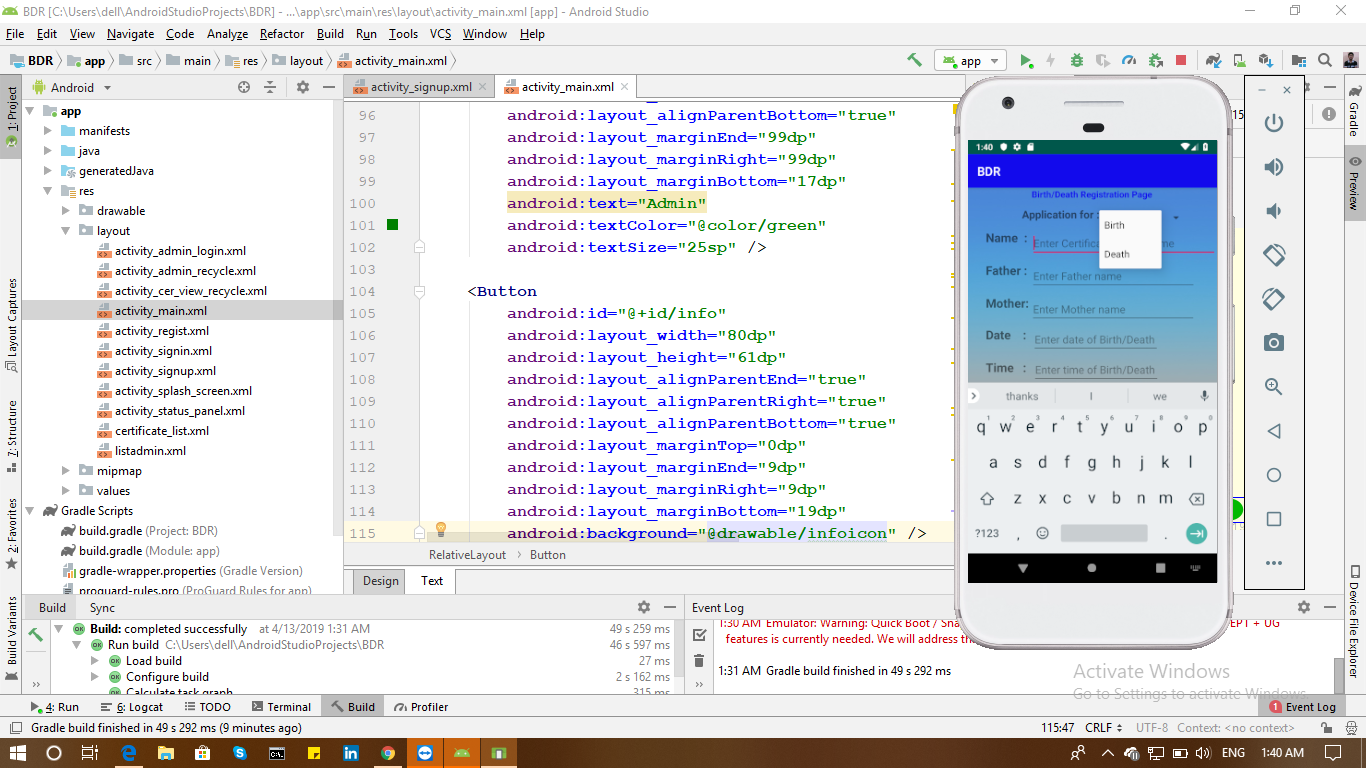 BDR [C:\Users\dell\AndroidStudioProjects\BDR] - ...\app\src\main\res\layout\activity_main.xml [app] - Android Studio
File Edit View Navigate Code Analyze Refactor Build Run Tools VCS Window Help
BDR app src main res layout activity_main.xml
app
1: Project
Layout Captures
7: Structure
2: Favorites
Build Variants
Android
app
manifests
java
generatedJava
res
drawable
layout
activity_admin_login.xml
activity_admin_recycle.xml
activity_cer_view_recycle.xml
activity_main.xml
activity_regist.xml
activity_signin.xml
activity_signup.xml
activity_splash_screen.xml
activity_status_panel.xml
certificate_list.xml
listadmin.xml
mipmap
values
Gradle Scripts
build.gradle (Project: BDR)
build.gradle (Module: app)
gradle-wrapper.properties (Gradle Version)
proguard-rules.pro (ProGuard Rules for app)
activity_signup.xml activity_main.xml
96 android:layout_alignParentBottom="true"
97 android:layout_marginEnd="99dp"
98 android:layout_marginRight="99dp"
99 android:layout_marginBottom="17dp"
100 android:text="Admin"
101 android:textColor="@color/green"
102 android:textSize="25sp" />
103
104 <Button
105 android:id="@+id/info"
106 android:layout_width="80dp"
107 android:layout_height="61dp"
108 android:layout_alignParentEnd="true"
109 android:layout_alignParentRight="true"
110 android:layout_alignParentBottom="true"
111 android:layout_marginTop="0dp"
112 android:layout_marginEnd="9dp"
113 android:layout_marginRight="9dp"
114 android:layout_marginBottom="19dp"
115 android:background="@drawable/infoicon" />
RelativeLayout Button
Design Text
1:40
BDR
Birth/Death Registration Page
Application for :
Birth
Death
Name :
Enter Certifica me
Father :
Enter Father name
Mother:
Enter Mother name
Date :
Enter date of Birth/Death
Time :
Enter time of Birth/Death
thanks I we
q 1 w 2 e 3 r 4 t 5 y 6 u 7 i 8 o 9 p 0
a s d f g h j k l
z x c v b n m
?123 , .
Gradle
Preview
Device File Explorer
15
Build Sync
Build: completed successfully at 4/13/2019 1:31 AM 49 s 259 ms
Run build C:\Users\dell\AndroidStudioProjects\BDR 46 s 597 ms
Load build 27 ms
Configure build 2 s 162 ms
Calculate task graph 315 ms
Event Log
1:30 AM Emulator: Warning: Quick Boot / Sna EPT + UG
features is currently needed. We will address th
1:31 AM Gradle build finished in 49 s 292 ms
Activate Windows
Go to Settings to activate Windows.
4: Run 6: Logcat TODO Terminal Build Profiler 1 Event Log
Gradle build finished in 49 s 292 ms (9 minutes ago) 115:47 CRLF UTF-8 Context: <no context>
ENG 1:40 AM